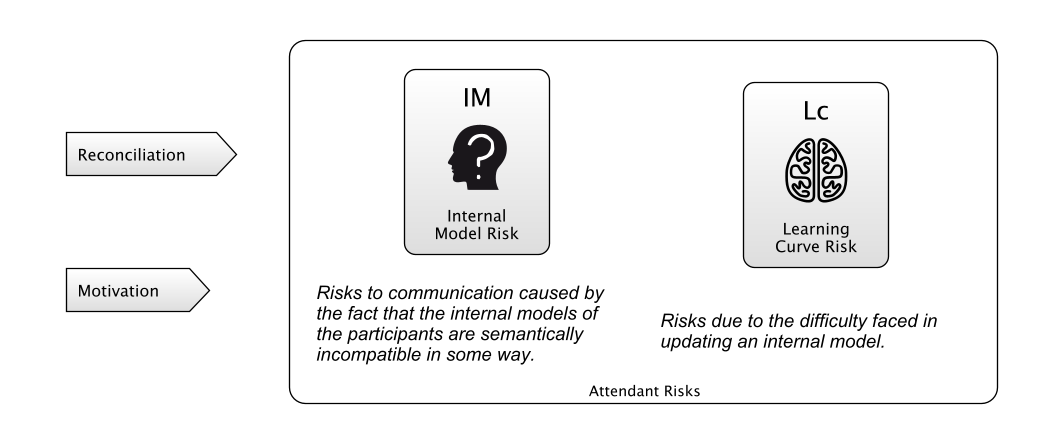 IM
Internal
Model Risk
Lc
Learning
Curve Risk
Reconciliation
Motivation
Risks to communication caused by
the fact that the internal models of
the participants are semantically
incompatible in some way.
Risks due to the difficulty faced in
updating an internal model.
Attendant Risks